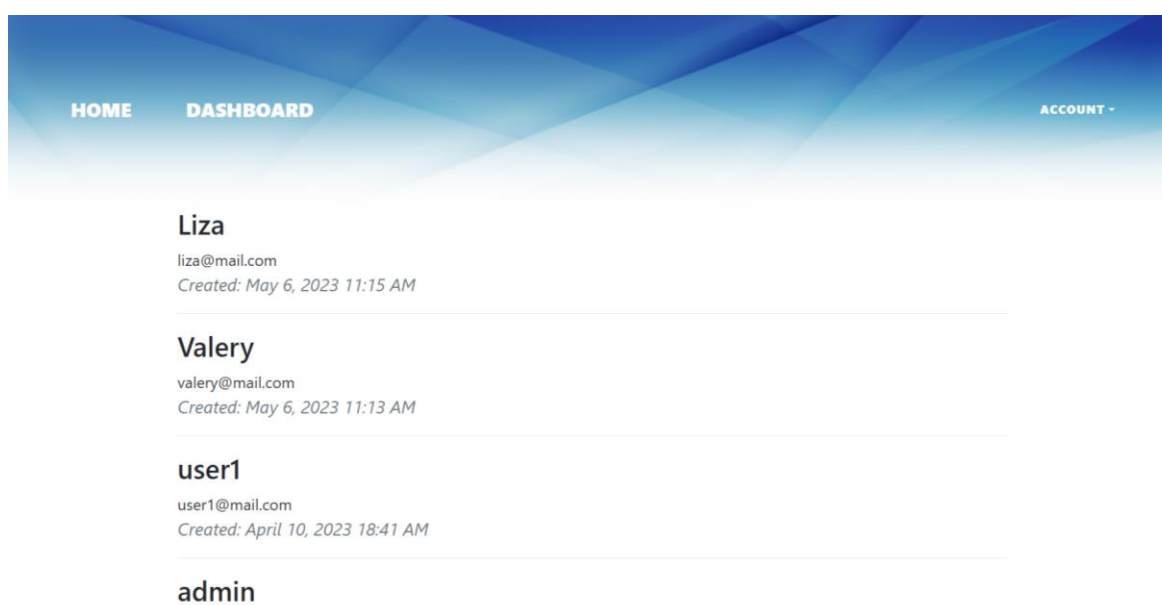 HOME DASHBOARD ACCOUNT
Liza
liza@mail.com
Created: May 6, 2023 11:15 AM
Valery
valery@mail.com
Created: May 6, 2023 11:13 AM
user1
user1@mail.com
Created: April 10, 2023 18:41 AM
admin